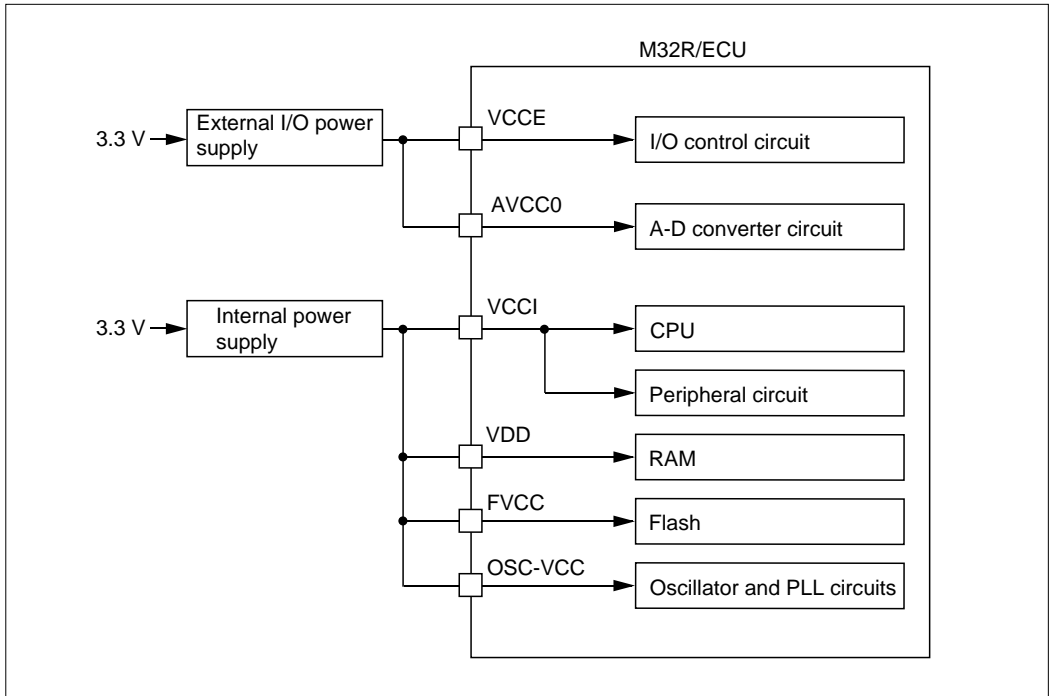 M32R/ECU
3.3 V
External I/O power
supply
VCCE
I/O control circuit
AVCC0
A-D converter circuit
3.3 V
Internal power
supply
VCCI
CPU
Peripheral circuit
VDD
RAM
FVCC
Flash
OSC-VCC
Oscillator and PLL circuits